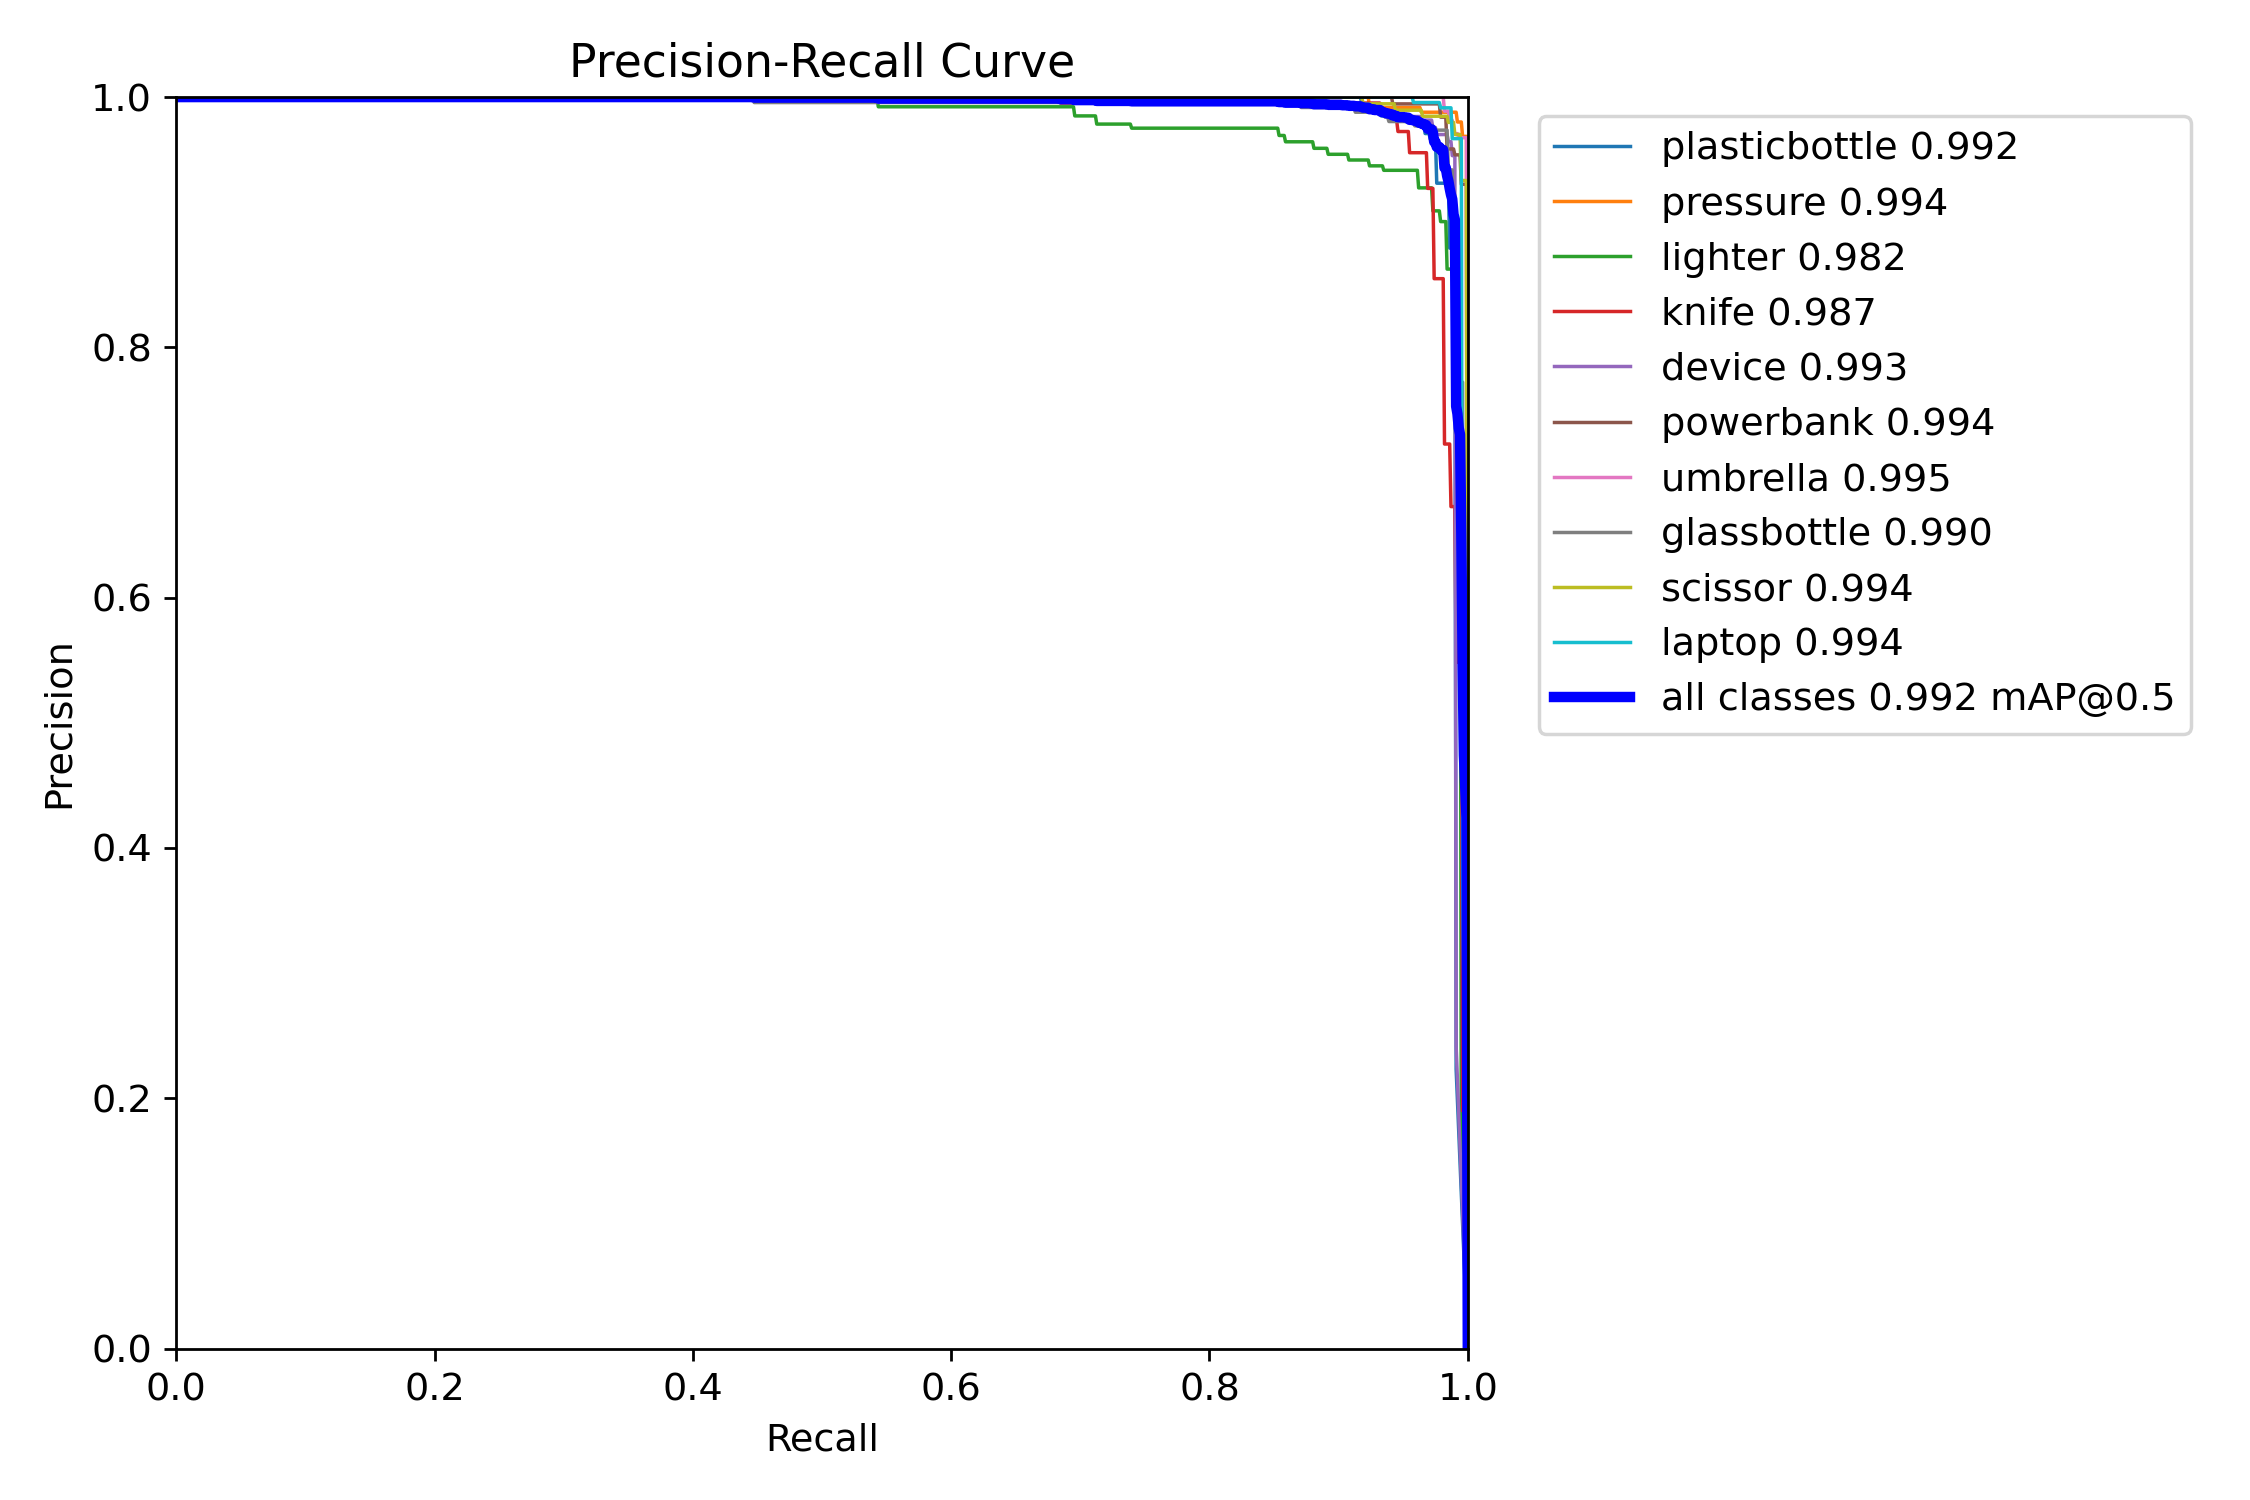 Precision-Recall Curve
1.0
0.8
0.6
0.4
0.2
0.0
Precision
0.0 0.2 0.4 0.6 0.8 1.0
Recall
plasticbottle 0.992
pressure 0.994
lighter 0.982
knife 0.987
device 0.993
powerbank 0.994
umbrella 0.995
glassbottle 0.990
scissor 0.994
laptop 0.994
all classes 0.992 mAP@0.5